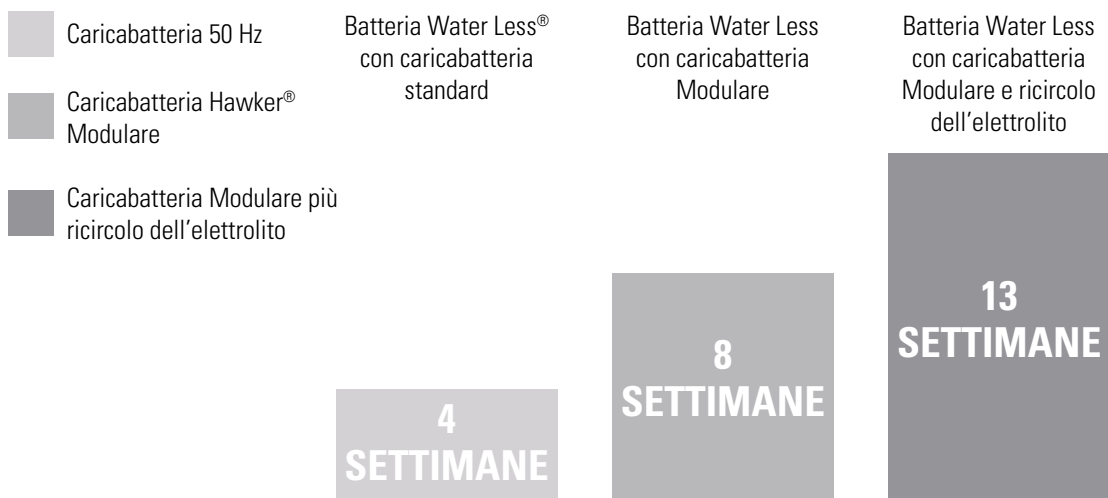 Caricabatteria 50 Hz
Caricabatteria Hawker®
Modulare
Caricabatteria Modulare più
ricircolo dell'elettrolito
Batteria Water Less®
con caricabatteria
standard
4
SETTIMANE
Batteria Water Less
con caricabatteria
Modulare
8
SETTIMANE
Batteria Water Less
con caricabatteria
Modulare e ricircolo
dell'elettrolito
13
SETTIMANE